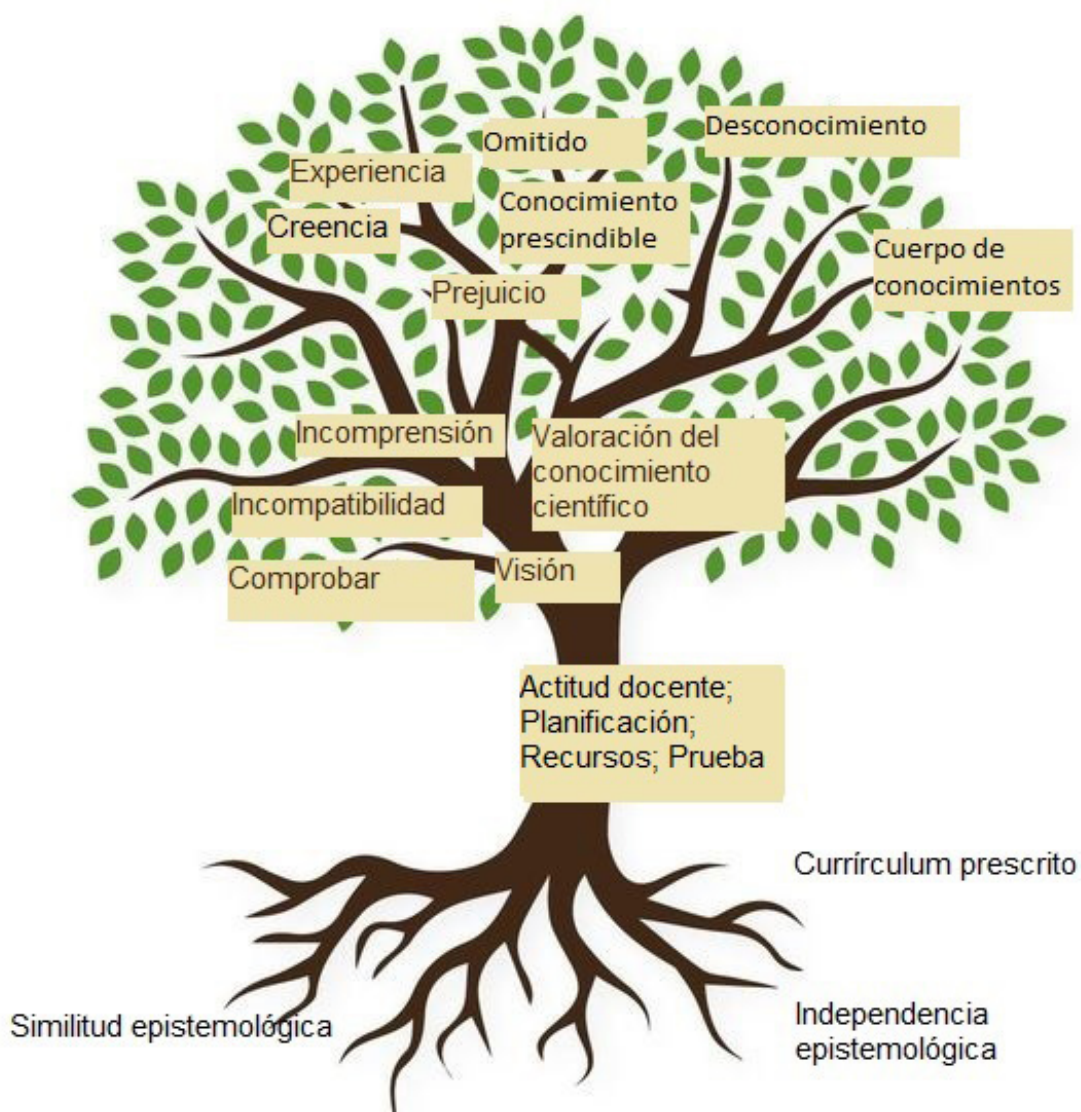 Omitido
Desconocimiento
Experiencia
Conocimiento
prescindible
Creencia
Cuerpo de
conocimientos
Prejuicio
Incomprensión
Valoración del
conocimiento
científico
Incompatibilidad
Comprobar
Visión
Actitud docente;
Planificación;
Recursos; Prueba
Currírculum prescrito
Similitud epistemológica
Independencia
epistemológica